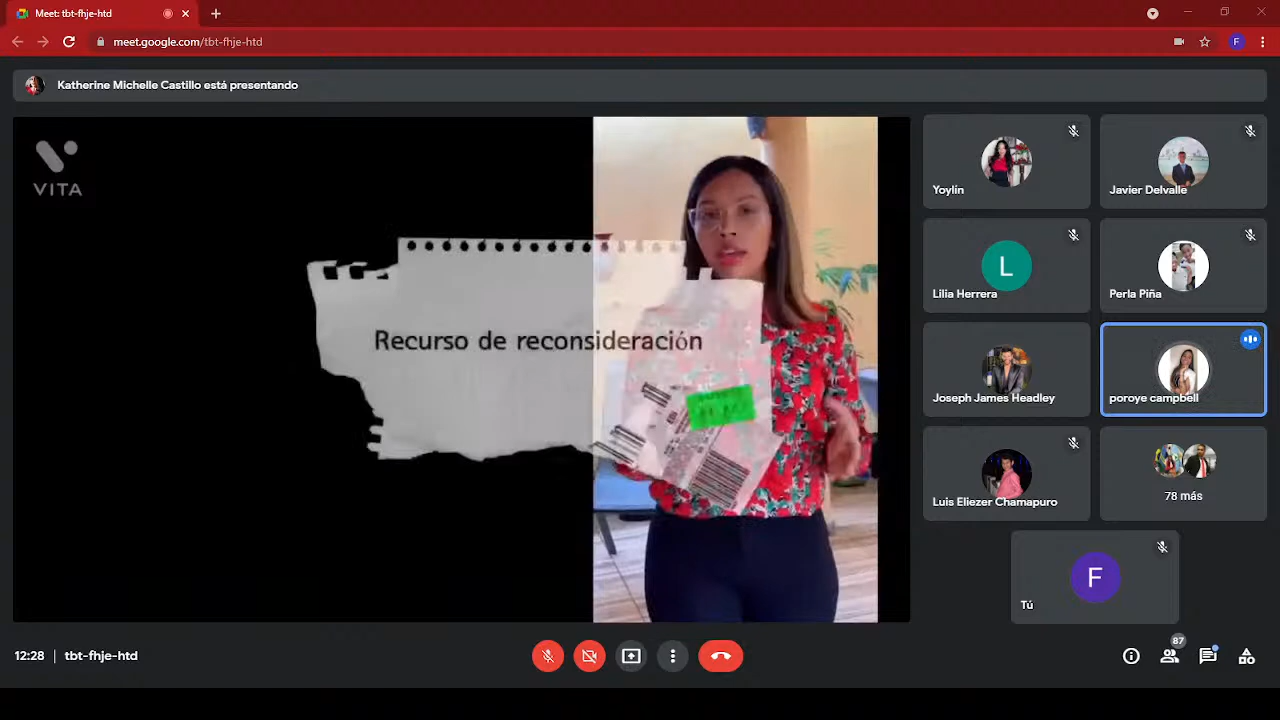 Meet: tbt-fhje-htd
meet.google.com/tbt-fhje-htd
F
Katherine Michelle Castillo está presentando
VITA
Recurso de reconsideración
Yoylín
Javier Delvalle
L
Lilia Herrera
Perla Piña
Joseph James Headley
poroye campbell
Luis Eliezer Chamapuro
78 más
F
Tú
12:28 | tbt-fhje-htd
87